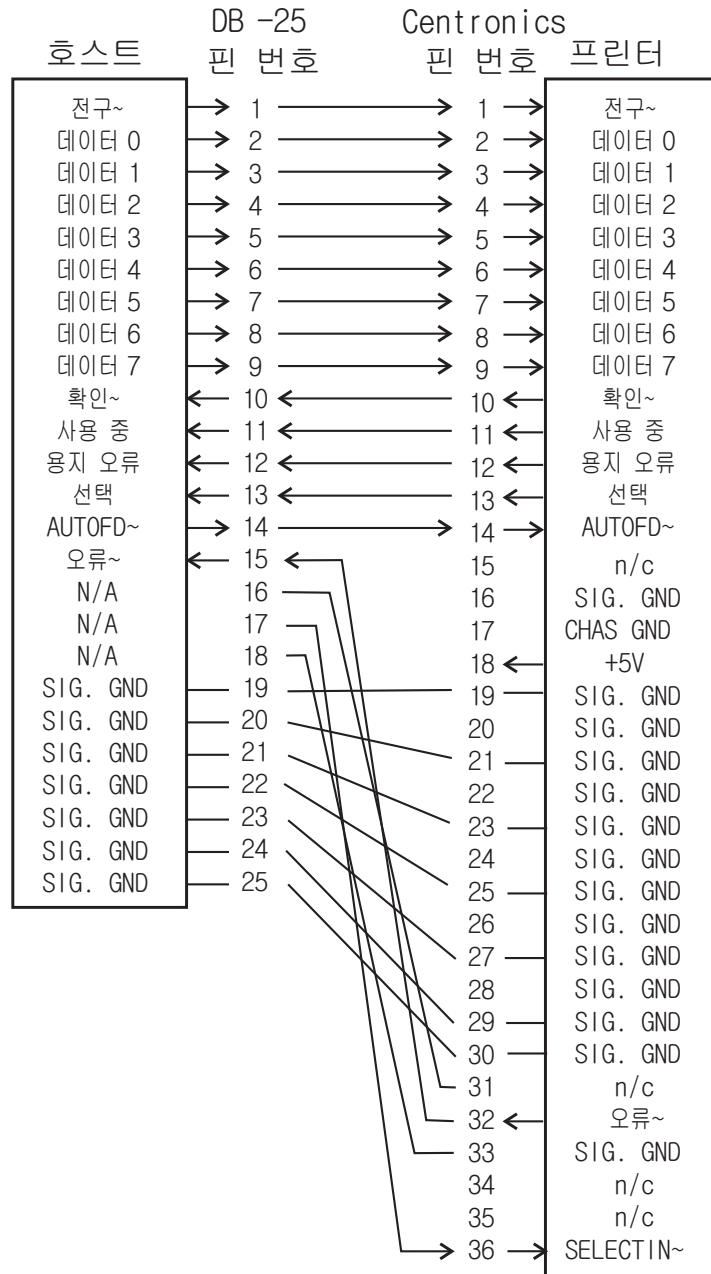 DB -25 Centronics
호스트 핀 번호 핀 번호 프린터
전구~ 1 1 전구~
데이터 0 2 2 데이터 0
데이터 1 3 3 데이터 1
데이터 2 4 4 데이터 2
데이터 3 5 5 데이터 3
데이터 4 6 6 데이터 4
데이터 5 7 7 데이터 5
데이터 6 8 8 데이터 6
데이터 7 9 9 데이터 7
확인~ 10 10 확인~
사용 중 11 11 사용 중
용지 오류 12 12 용지 오류
선택 13 13 선택
AUTOFD~ 14 14 AUTOFD~
오류~ 15 15 n/c
N/A 16 16 SIG. GND
N/A 17 17 CHAS GND
N/A 18 18 +5V
SIG. GND 19 19 SIG. GND
SIG. GND 20 20 SIG. GND
SIG. GND 21 21 SIG. GND
SIG. GND 22 22 SIG. GND
SIG. GND 23 23 SIG. GND
SIG. GND 24 24 SIG. GND
SIG. GND 25 25 SIG. GND
26 SIG. GND
27 SIG. GND
28 SIG. GND
29 SIG. GND
30 SIG. GND
31 n/c
32 오류~
33 SIG. GND
34 n/c
35 n/c
36 SELECTIN~